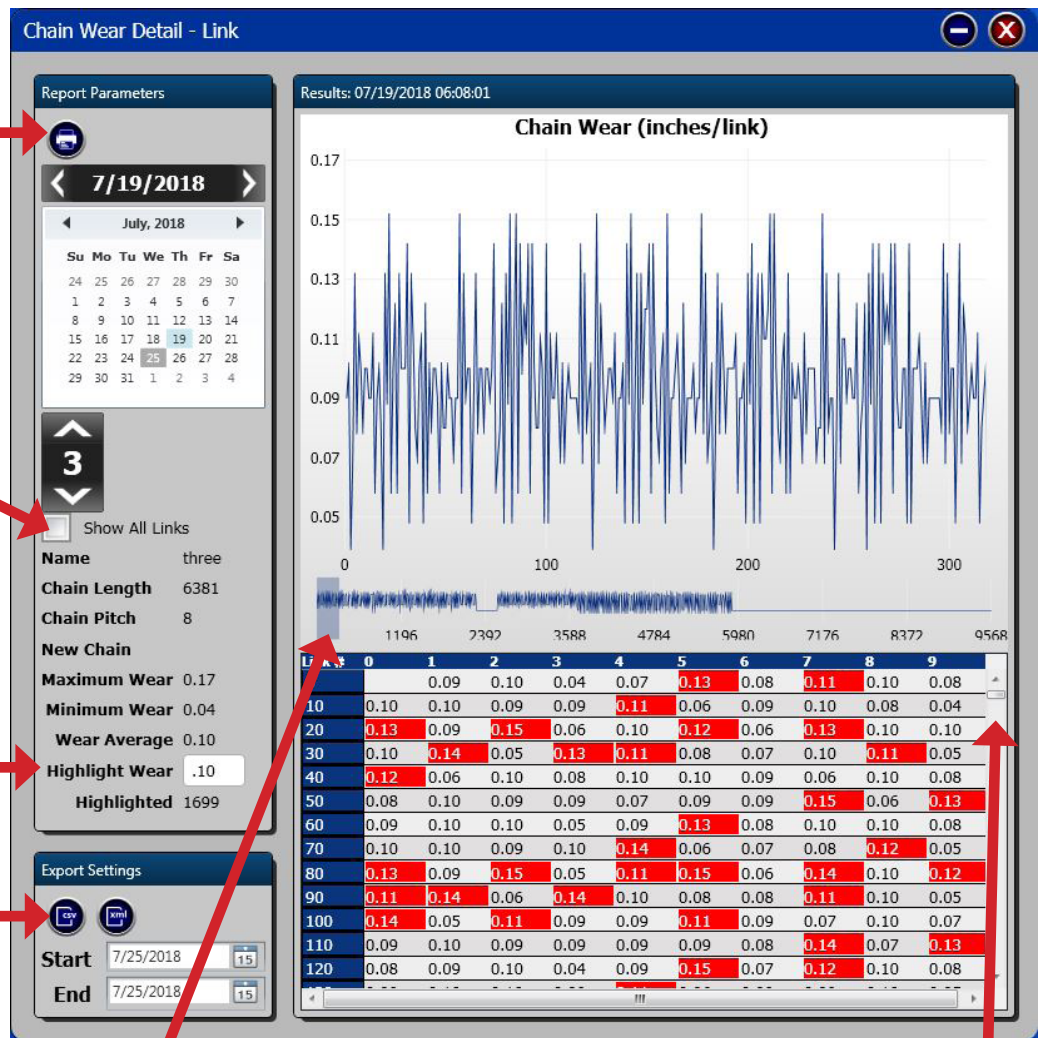 Chain Wear Detail - Link
Report Parameters
7/19/2018
July, 2018
Su Mo Tu We Th Fr Sa
24 25 26 27 28 29 30
1 2 3 4 5 6 7
8 9 10 11 12 13 14
15 16 17 18 19 20 21
22 23 24 25 26 27 28
29 30 31 1 2 3 4
3
Show All Links
Name three
Chain Length 6381
Chain Pitch 8
New Chain
Maximum Wear 0.17
Minimum Wear 0.04
Wear Average 0.10
Highlight Wear .10
Highlighted 1699
Export Settings
csv xml
Start 7/25/2018 15
End 7/25/2018 15
Results: 07/19/2018 06:08:01
Chain Wear (inches/link)
0.17
0.15
0.13
0.11
0.09
0.07
0.05
0 100 200 300
1196 2392 3588 4784 5980 7176 8377 9568
Link # 0 1 2 3 4 5 6 7 8 9
0.09 0.10 0.04 0.07 0.13 0.08 0.11 0.10 0.08
10 0.10 0.10 0.09 0.09 0.11 0.06 0.09 0.10 0.08 0.04
20 0.13 0.09 0.15 0.06 0.10 0.12 0.06 0.13 0.10 0.10
30 0.10 0.14 0.05 0.13 0.11 0.08 0.07 0.10 0.11 0.05
40 0.12 0.06 0.10 0.08 0.10 0.10 0.09 0.06 0.10 0.08
50 0.08 0.10 0.09 0.09 0.07 0.09 0.09 0.15 0.06 0.13
60 0.09 0.10 0.10 0.05 0.09 0.13 0.08 0.10 0.10 0.08
70 0.10 0.10 0.09 0.10 0.14 0.06 0.07 0.08 0.12 0.05
80 0.13 0.09 0.15 0.05 0.11 0.15 0.06 0.14 0.10 0.12
90 0.11 0.14 0.06 0.14 0.10 0.08 0.08 0.11 0.10 0.05
100 0.14 0.05 0.11 0.09 0.09 0.11 0.09 0.07 0.10 0.07
110 0.09 0.10 0.09 0.09 0.09 0.09 0.08 0.14 0.07 0.13
120 0.08 0.09 0.10 0.04 0.09 0.15 0.07 0.12 0.10 0.08